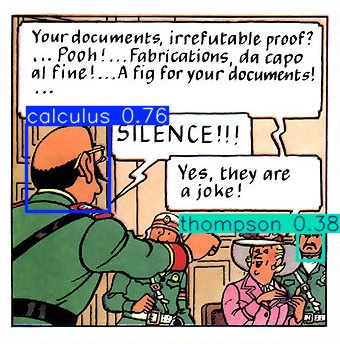 Your documents, irrefutable proof?
... Pooh!...Fabrications, da capo
al fine!...A fig for your documents!
...
calculus 0.76
SILENCE!!!
Yes, they are
a joke!
thompson 0.38